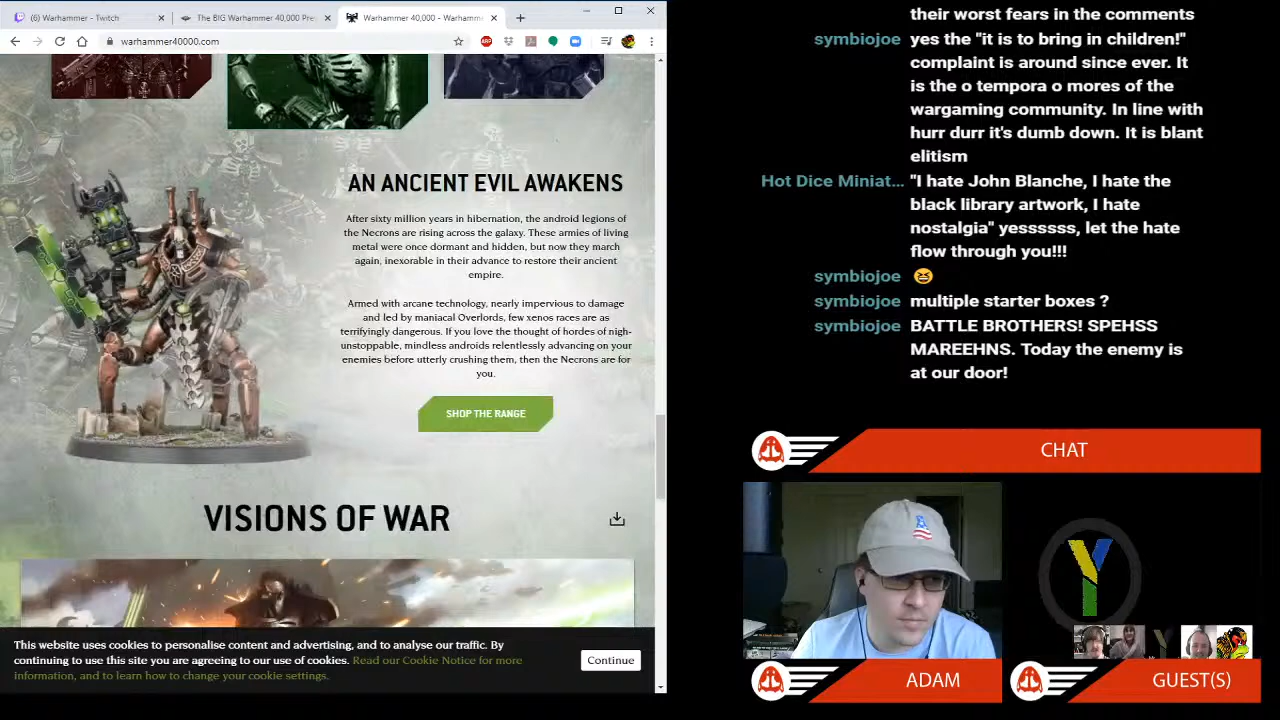 (6) Warhammer - Twitch
The BIG Warhammer 40,000 Pre
Warhammer 40,000 - Warhamm
warhammer40000.com
ABP
AN ANCIENT EVIL AWAKENS
After sixty million years in hibernation, the android legions of
the Necrons are rising across the galaxy. These armies of living
metal were once dormant and hidden, but now they march
again, inexorable in their advance to restore their ancient
empire.
Armed with arcane technology, nearly impervious to damage
and led by maniacal Overlords, few xenos races are as
terrifyingly dangerous. If you love the thought of hordes of nigh-
unstoppable, mindless androids relentlessly advancing on your
enemies before utterly crushing them, then the Necrons are for
you.
SHOP THE RANGE
VISIONS OF WAR
This website uses cookies to personalise content and advertising, and to analyse our traffic. By
continuing to use this site you are agreeing to our use of cookies. Read our Cookie Notice for more
information, and to learn how to change your cookie settings.
Continue
their worst fears in the comments
symbiojoe yes the "it is to bring in children!"
complaint is around since ever. It
is the o tempora o mores of the
wargaming community. In line with
hurr durr it's dumb down. It is blant
elitism
Hot Dice Miniat... "I hate John Blanche, I hate the
black library artwork, I hate
nostalgia" yessssss, let the hate
flow through you!!!
symbiojoe 😆
symbiojoe multiple starter boxes ?
symbiojoe BATTLE BROTHERS! SPEHSS
MAREEHNS. Today the enemy is
at our door!
CHAT
Y
ADAM
GUEST(S)